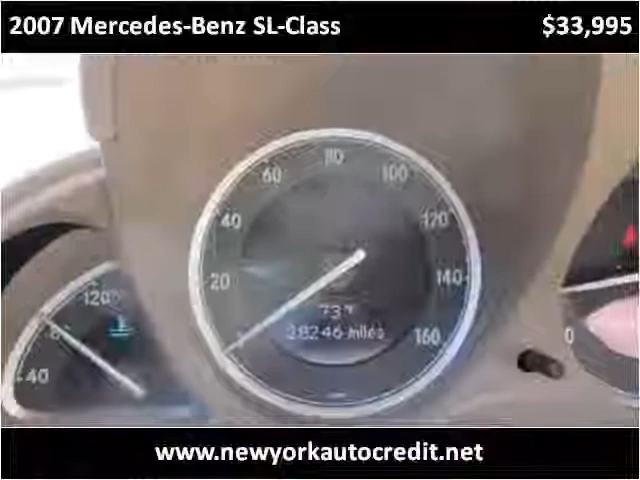 2007 Mercedes-Benz SL-Class $33,995
80
60 100
40 120
20 140
120
73°F
28246 miles
160
40
0
www.newyorkautocredit.net